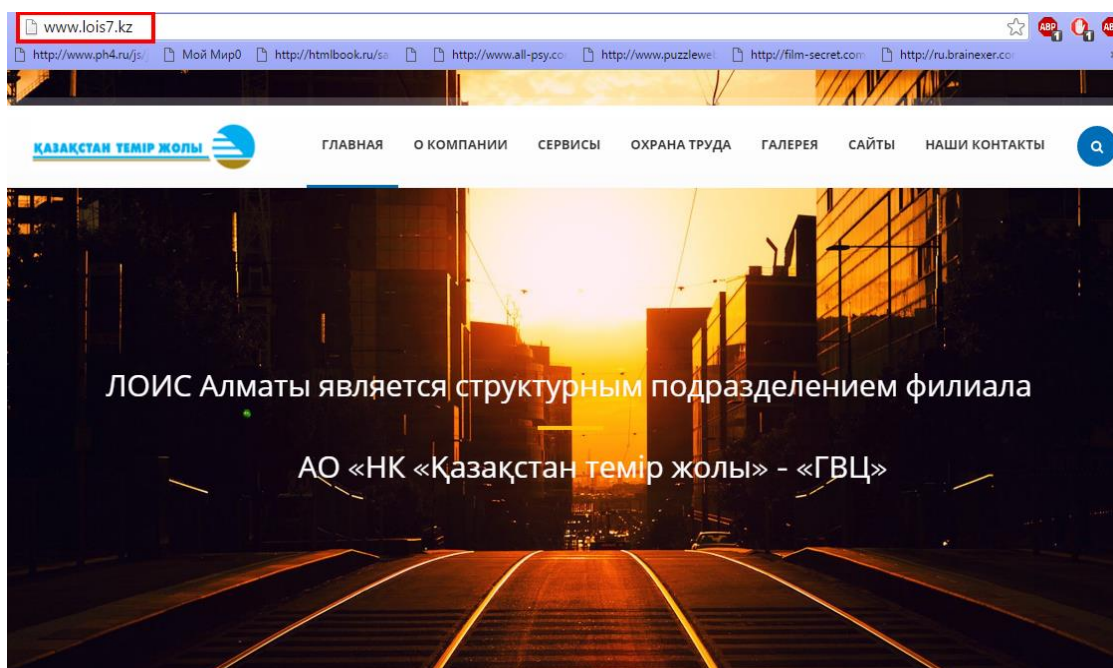 www.lois7.kz
http://www.ph4.ru/js/ Мой Мир0 http://htmlbook.ru/sa http://www.all-psy.co http://www.puzzlewe http://film-secret.com http://ru.brainexer.co
ҚАЗАҚСТАН ТЕМІР ЖОЛЫ ГЛАВНАЯ О КОМПАНИИ СЕРВИСЫ ОХРАНА ТРУДА ГАЛЕРЕЯ САЙТЫ НАШИ КОНТАКТЫ
ЛОИС Алматы является структурным подразделением филиала
АО «НК «Қазақстан темір жолы» - «ГВЦ»